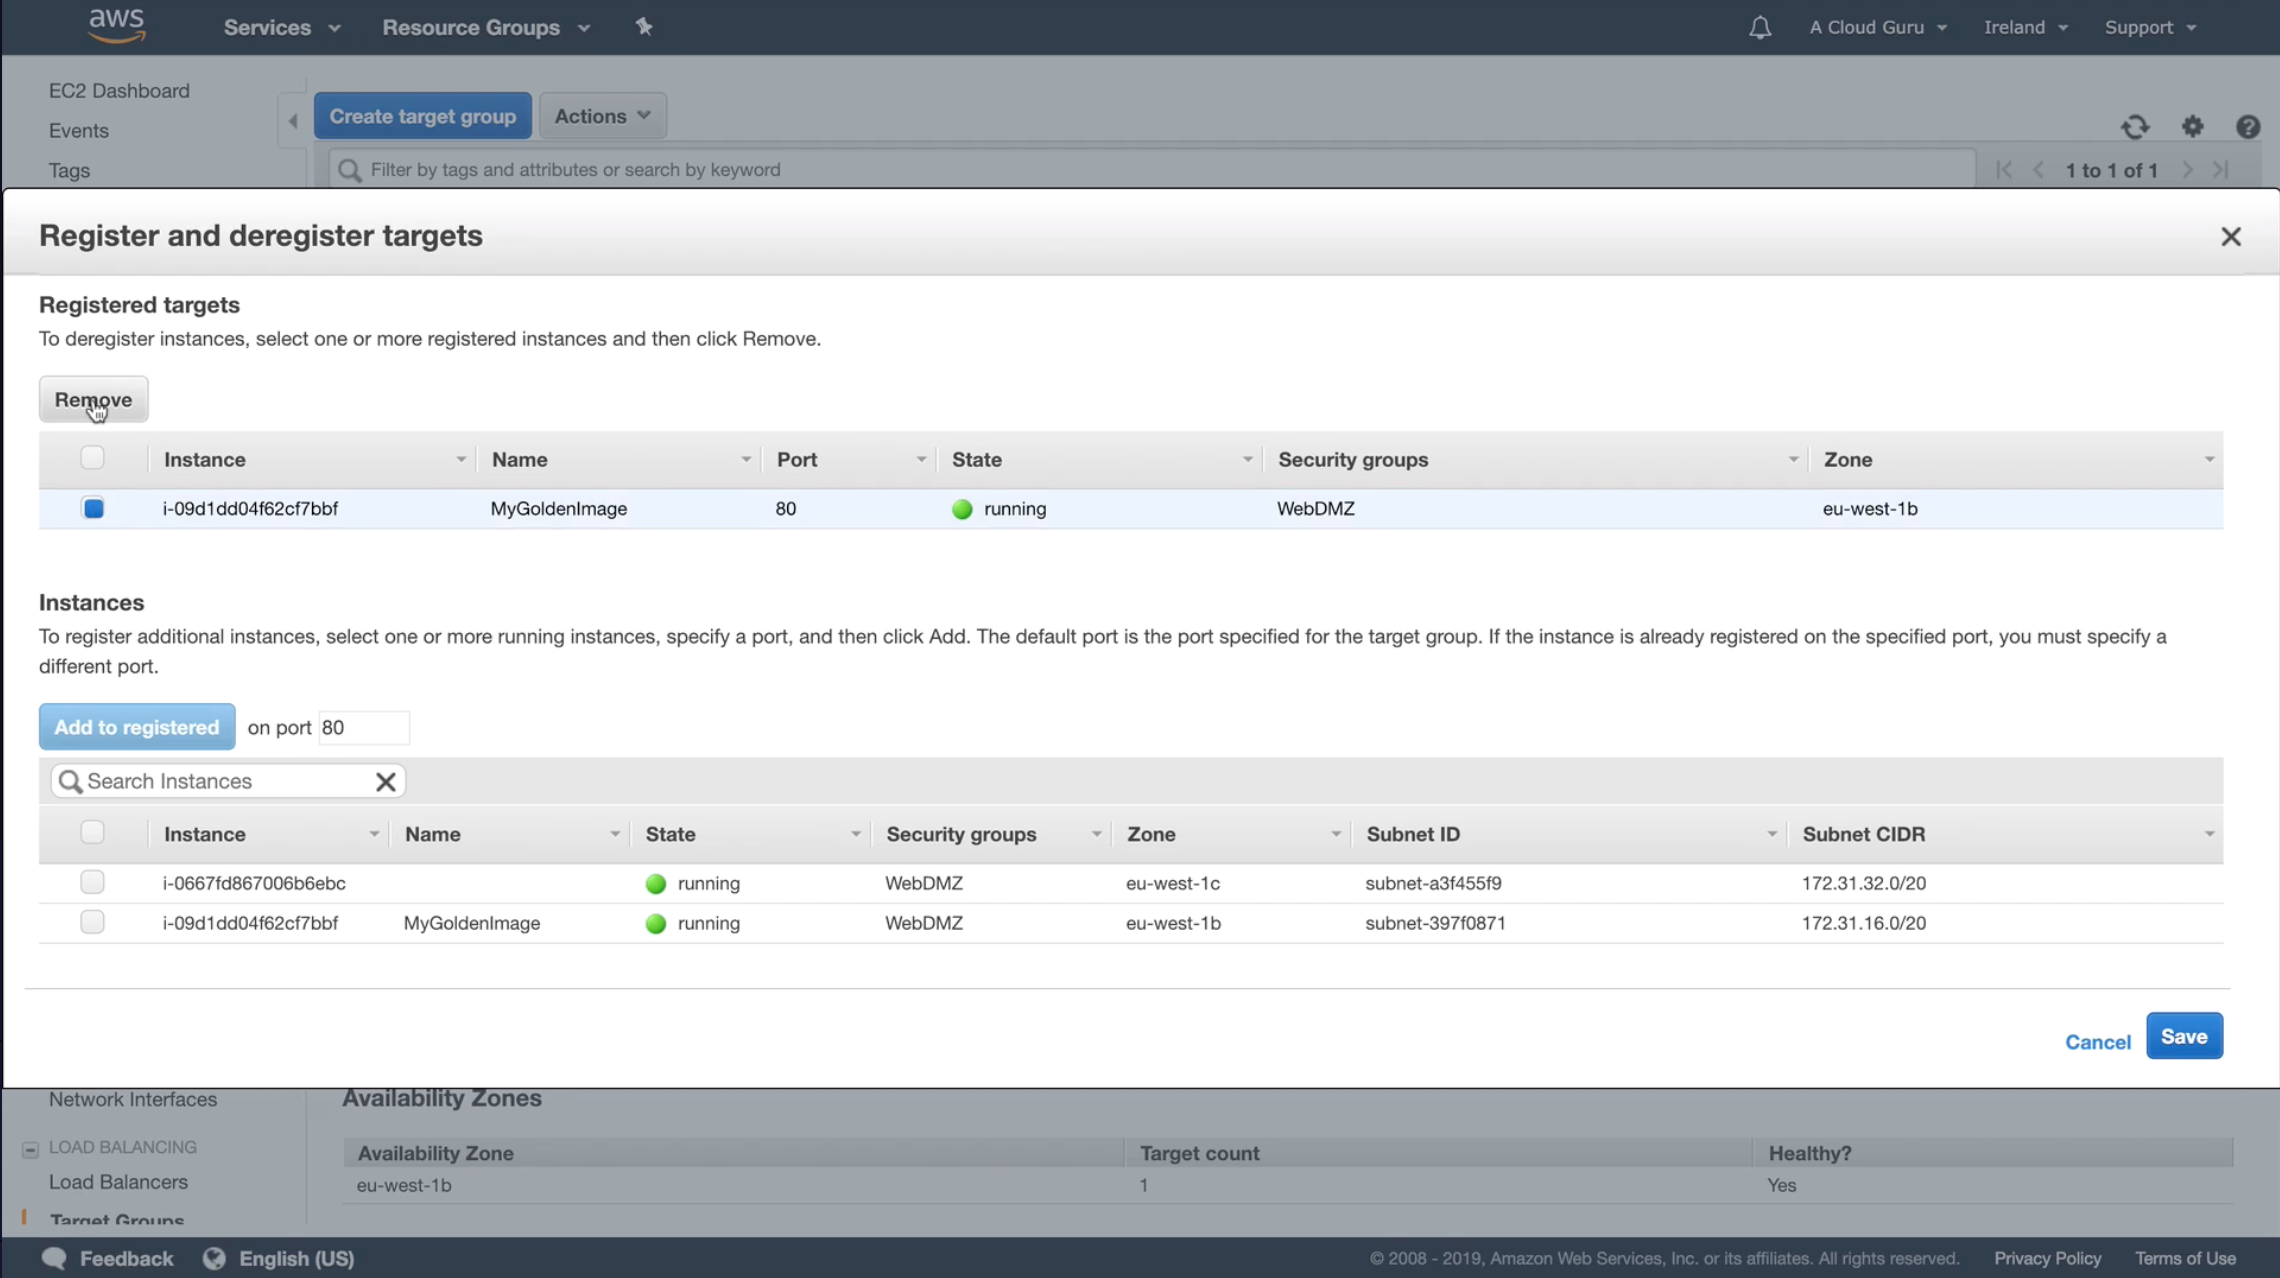 aws Services Resource Groups A Cloud Guru Ireland Support
EC2 Dashboard
Events
Tags
Create target group Actions
Filter by tags and attributes or search by keyword 1 to 1 of 1
Register and deregister targets
Registered targets
To deregister instances, select one or more registered instances and then click Remove.
Remove
Instance Name Port State Security groups Zone
i-09d1dd04f62cf7bbf MyGoldenImage 80 running WebDMZ eu-west-1b
Instances
To register additional instances, select one or more running instances, specify a port, and then click Add. The default port is the port specified for the target group. If the instance is already registered on the specified port, you must specify a
different port.
Add to registered on port 80
Search Instances
Instance Name State Security groups Zone Subnet ID Subnet CIDR
i-0667fd867006b6ebc running WebDMZ eu-west-1c subnet-a3f455f9 172.31.32.0/20
i-09d1dd04f62cf7bbf MyGoldenImage running WebDMZ eu-west-1b subnet-397f0871 172.31.16.0/20
Cancel Save
Network Interfaces
LOAD BALANCING
Load Balancers
Target Groups
Availability Zones
Availability Zone Target count Healthy?
eu-west-1b 1 Yes
Feedback English (US) © 2008 - 2019, Amazon Web Services, Inc. or its affiliates. All rights reserved. Privacy Policy Terms of Use